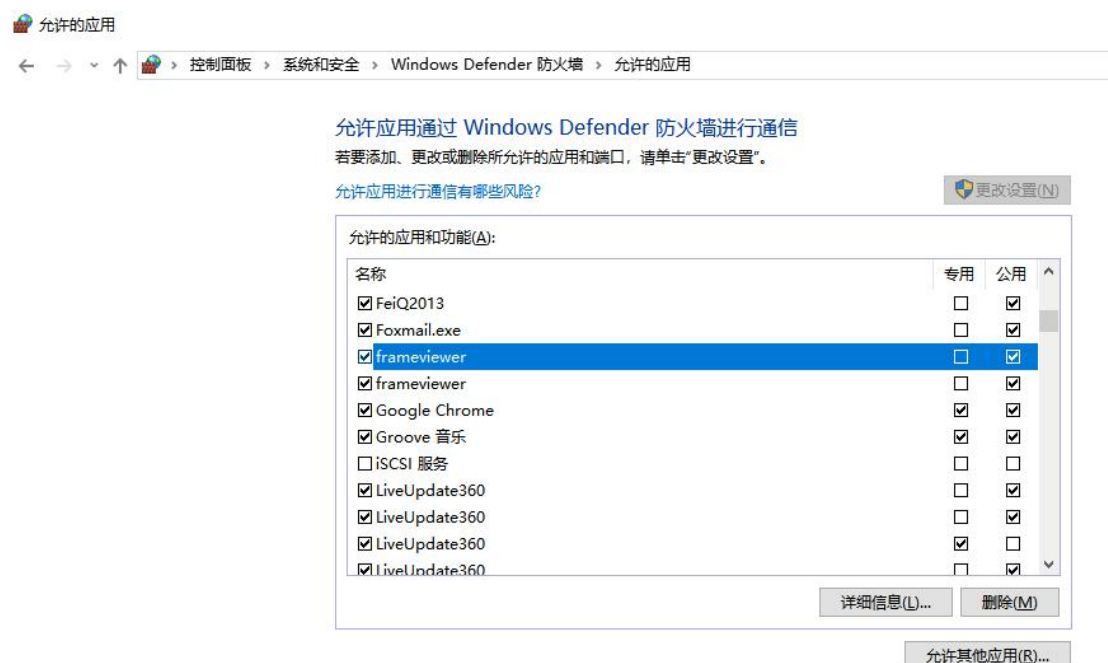 允许的应用
控制面板 › 系统和安全 › Windows Defender 防火墙 › 允许的应用
允许应用通过 Windows Defender 防火墙进行通信
若要添加、更改或删除所允许的应用和端口，请单击"更改设置"。
允许应用进行通信有哪些风险?
更改设置(N)
允许的应用和功能(A):
名称 专用 公用
FeiQ2013
Foxmail.exe
frameviewer
frameviewer
Google Chrome
Groove 音乐
iSCSI 服务
LiveUpdate360
LiveUpdate360
LiveUpdate360
LiveUpdate360
详细信息(L)... 删除(M)
允许其他应用(R)...